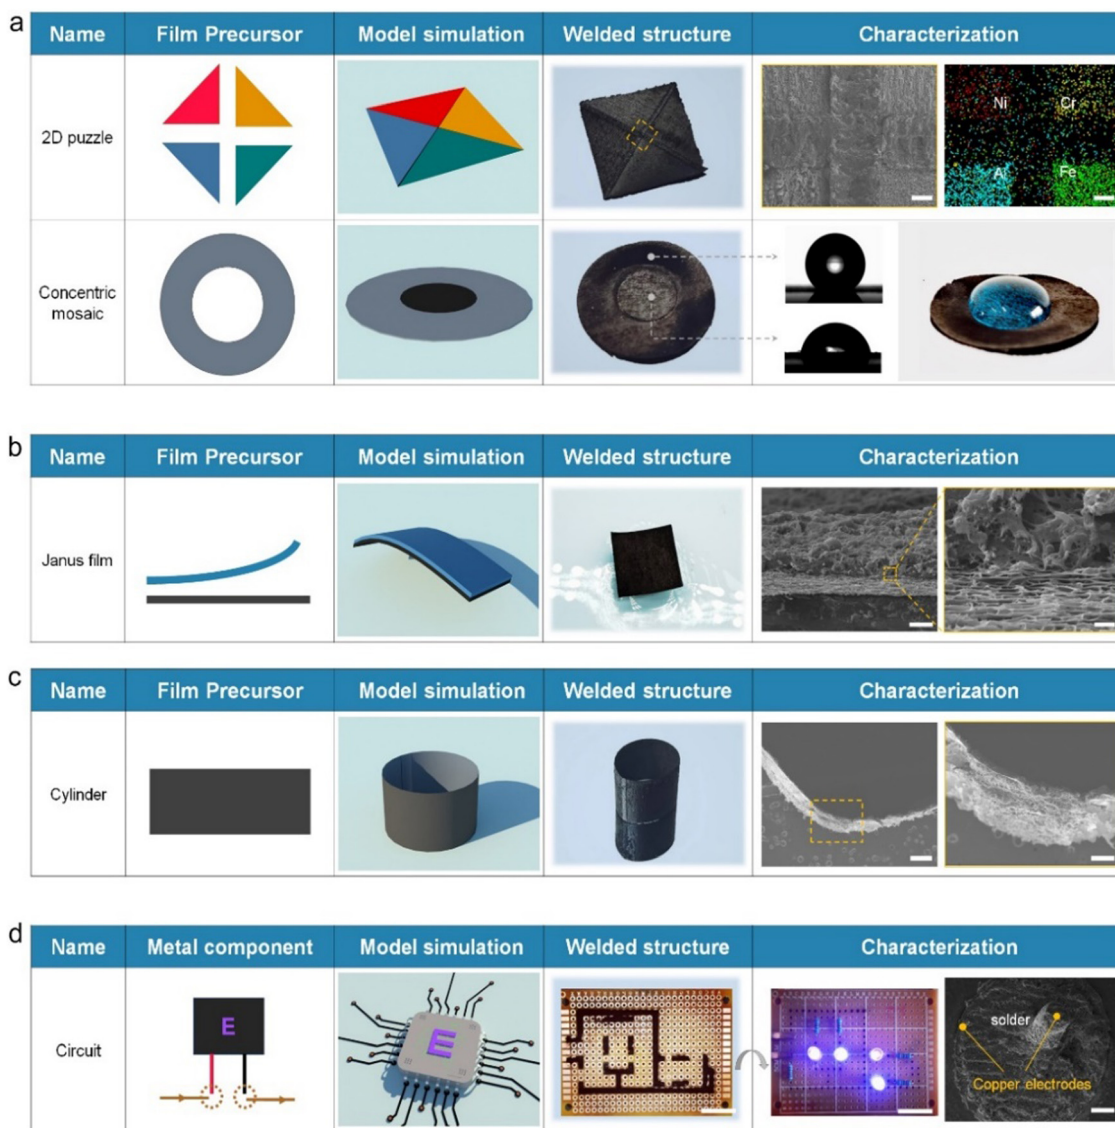 a
Name Film Precursor Model simulation Welded structure Characterization
2D puzzle
Ni Cr
Al Fe
Concentric
mosaic
b
Name Film Precursor Model simulation Welded structure Characterization
Janus film
c
Name Film Precursor Model simulation Welded structure Characterization
Cylinder
d
Name Metal component Model simulation Welded structure Characterization
Circuit
E
E
solder
Copper electrodes